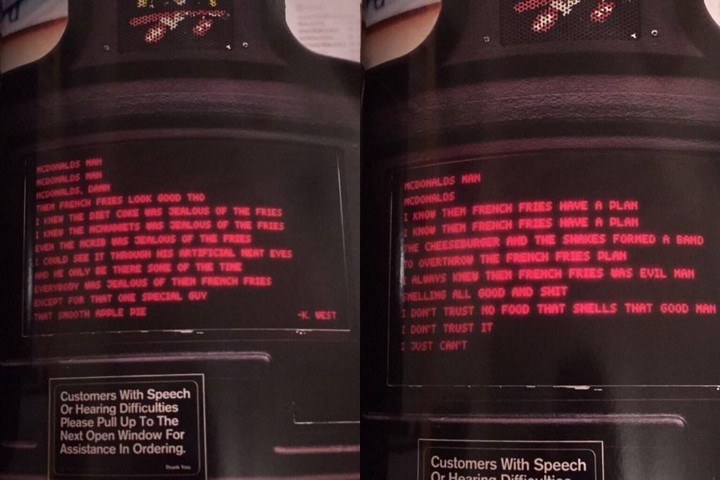 MCDONALDS MAN
MCDONALDS MAN
MCDONALDS, DAMN
THEM FRENCH FRIES LOOK GOOD THO
I KNEW THE DIET COKE WAS JEALOUS OF THE FRIES
I KNEW THE MCNUGGETS WAS JEALOUS OF THE FRIES
EVEN THE MCRIB WAS JEALOUS OF THE FRIES
I COULD SEE IT THROUGH HIS ARTIFICIAL MEAT EYES
AND HE ONLY BE THERE SOME OF THE TIME
EVERYBODY WAS JEALOUS OF THEM FRENCH FRIES
EXCEPT FOR THAT ONE SPECIAL GUY
THAT SMOOTH APPLE PIE
-K. WEST
Customers With Speech
Or Hearing Difficulties
Please Pull Up To The
Next Open Window For
Assistance In Ordering.
Thank You
MCDONALDS MAN
MCDONALDS
I KNOW THEM FRENCH FRIES HAVE A PLAN
I KNOW THEM FRENCH FRIES HAVE A PLAN
THE CHEESEBURGER AND THE SHAKES FORMED A BAND
TO OVERTHROW THE FRENCH FRIES PLAN
I ALWAYS KNEW THEM FRENCH FRIES WAS EVIL MAN
SMELLING ALL GOOD AND SHIT
I DON'T TRUST NO FOOD THAT SMELLS THAT GOOD MAN
I DON'T TRUST IT
I JUST CAN'T
Customers With Speech
Or Hearing Difficulties